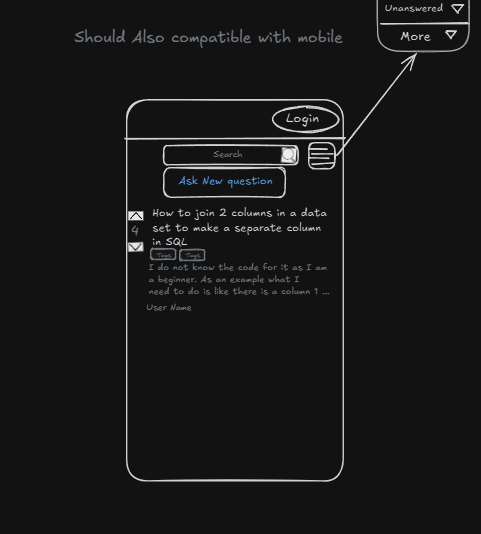 Unanswered
More
Should Also compatible with mobile
Login
Search
Ask New question
4
How to join 2 columns in a data
set to make a separate column
in SQL
Tags Tags
I do not know the code for it as I am
a beginner. As an example what I
need to do is like there is a column 1 ...
User Name